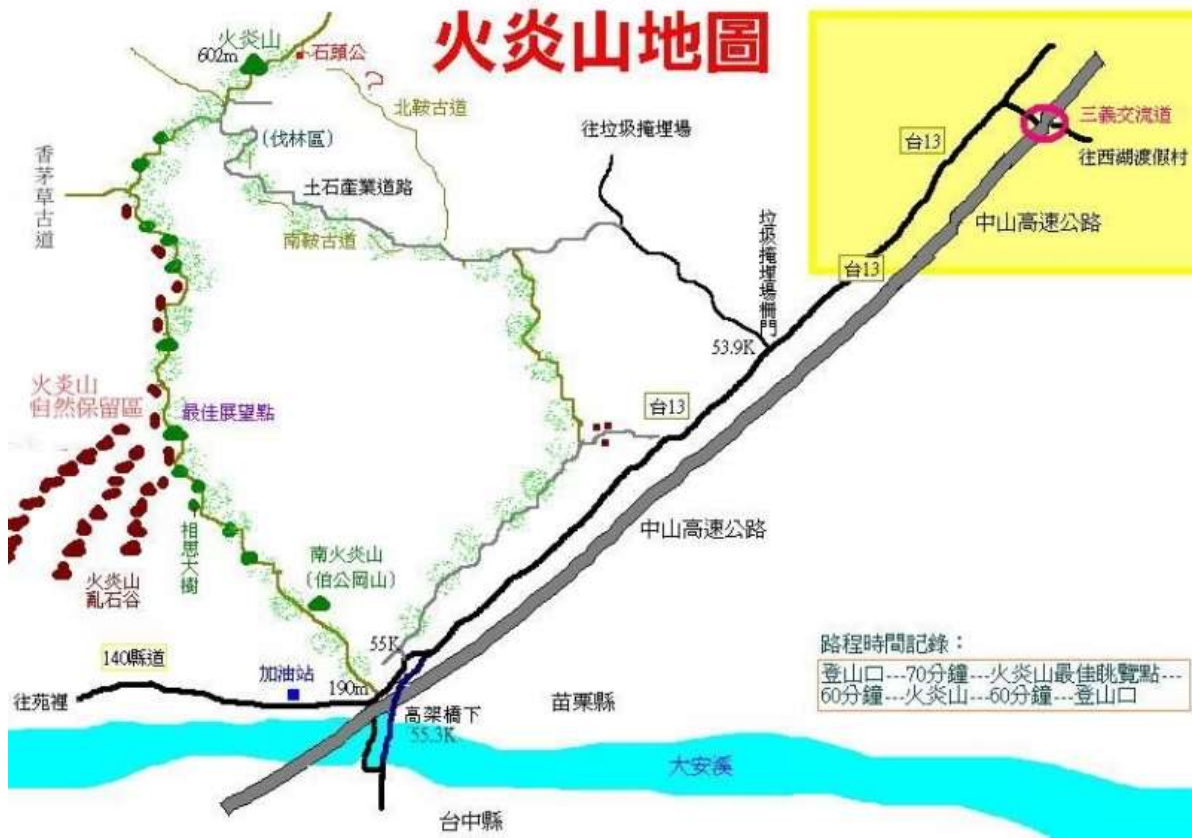 火炎山地圖
火炎山
602m
石頭公
?
北鞍古道
(伐林區)
往垃圾掩埋場
台13
三義交流道
往西湖渡假村
香茅草古道
土石產業道路
南鞍古道
中山高速公路
台13
垃圾掩埋場柵門
53.9K
火炎山
自然保留區
最佳展望點
台13
中山高速公路
相思大樹
南火炎山
(伯公岡山)
火炎山
亂石谷
55K
140縣道
加油站
190m
往苑裡
高架橋下
55.3K
苗栗縣
路程時間記錄：
登山口---70分鐘---火炎山最佳眺覽點---
60分鐘---火炎山---60分鐘---登山口
大安溪
台中縣